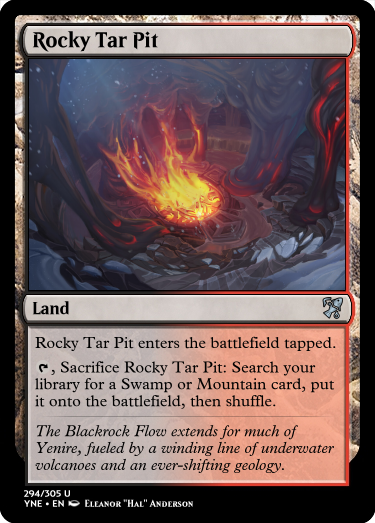 Rocky Tar Pit
Land
Rocky Tar Pit enters the battlefield tapped.
, Sacrifice Rocky Tar Pit: Search your
library for a Swamp or Mountain card, put
it onto the battlefield, then shuffle.
The Blackrock Flow extends for much of
Yenire, fueled by a winding line of underwater
volcanoes and an ever-shifting geology.
294/305 U
YNE • EN Eleanor "Hal" Anderson